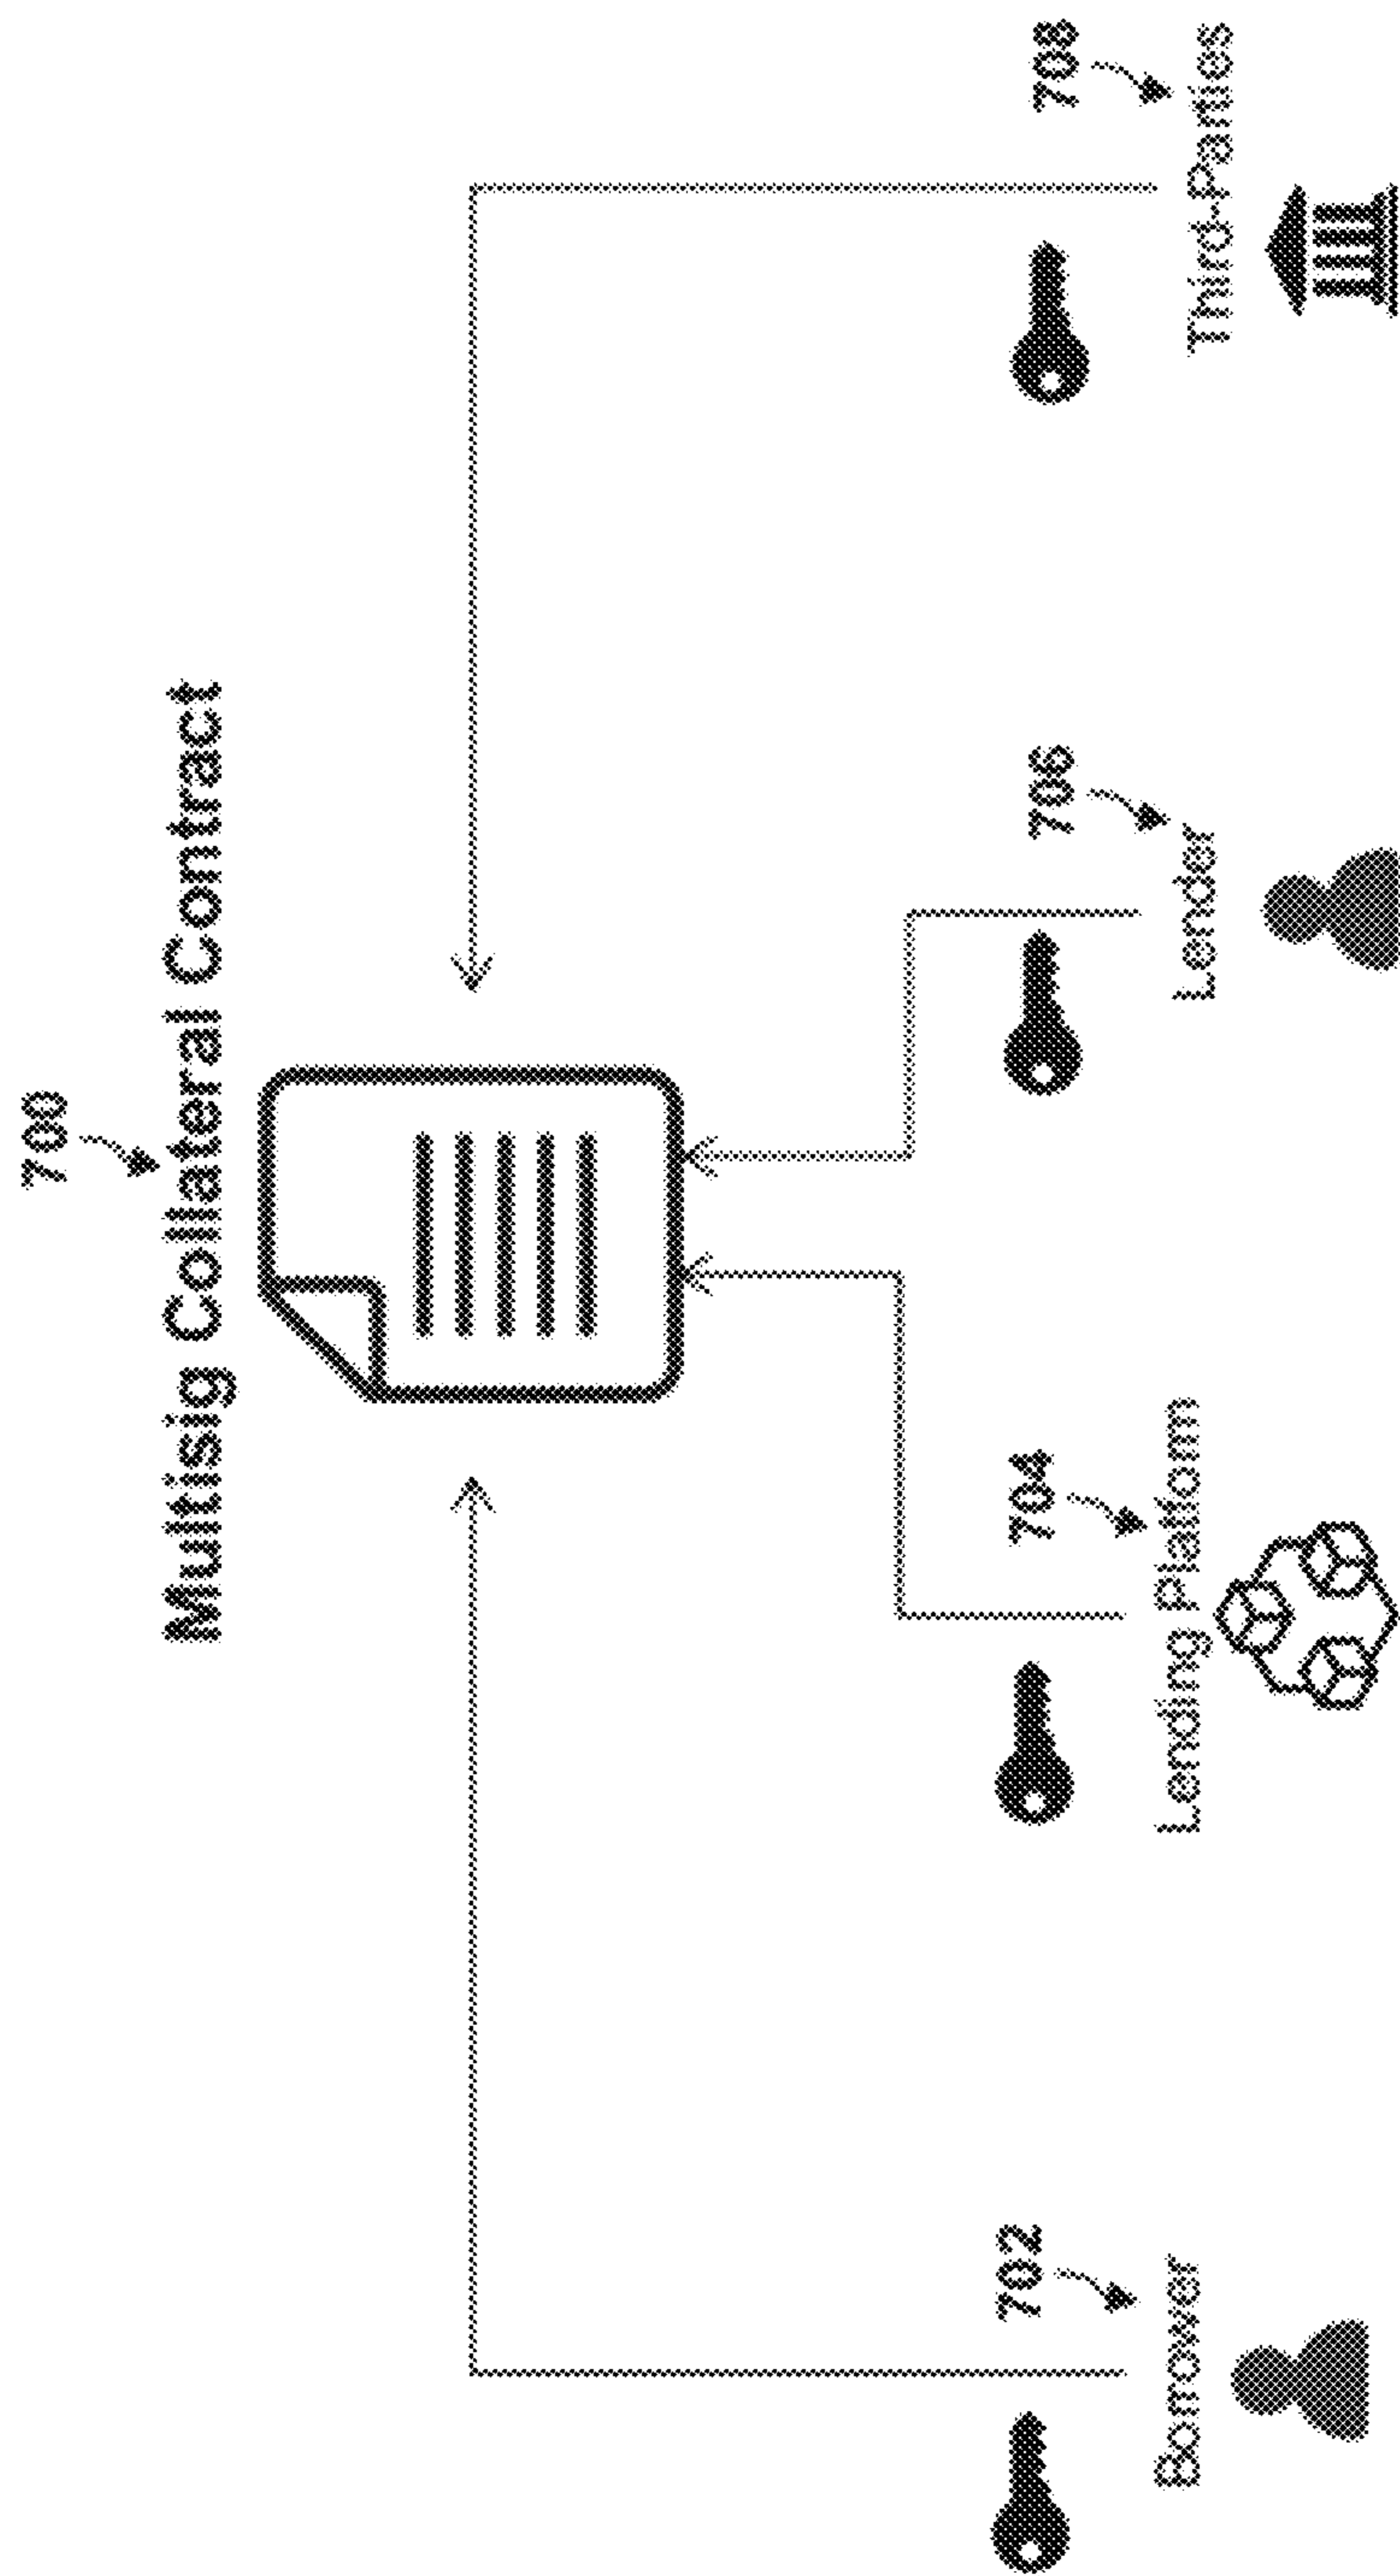 700
Multisig Collateral Contract
702
Borrower
704
Lending Platform
706
Lender
708
Third-Parties